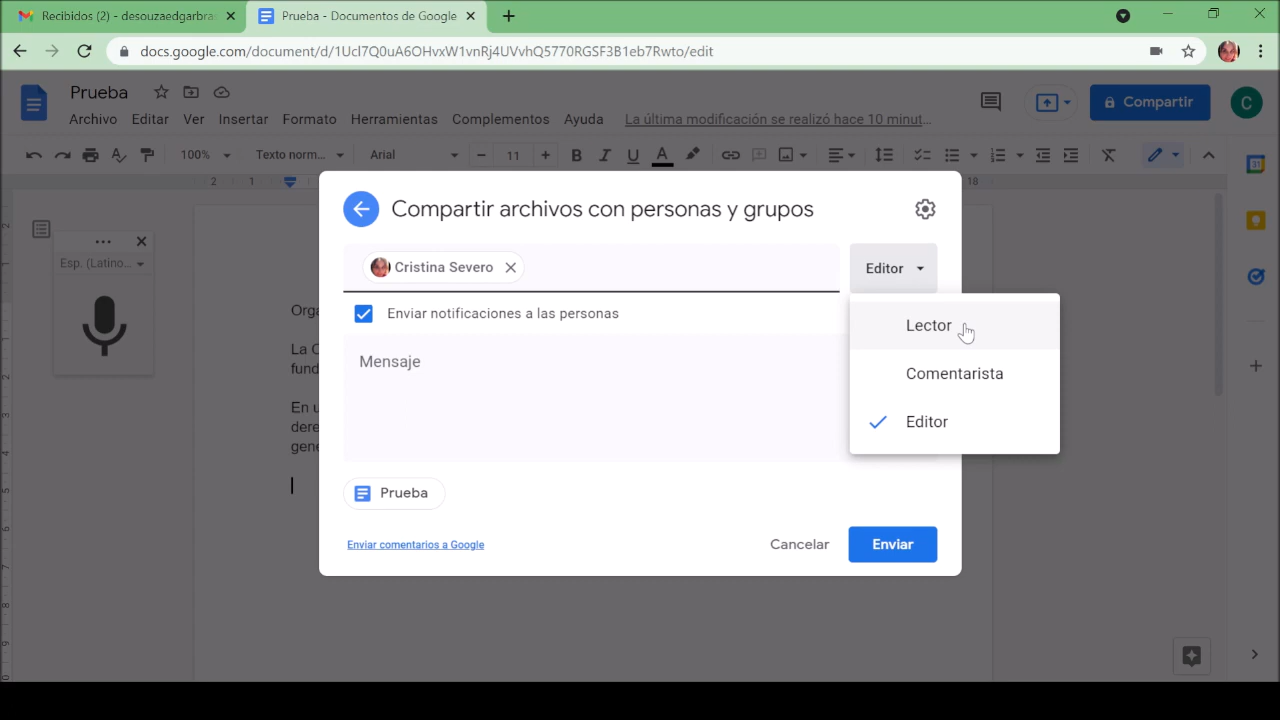 Recibidos (2) - desouzaedgarbra
Prueba - Documentos de Google
docs.google.com/document/d/1Ucl7Q0uA6OHvxW1vnRj4UVvhQ5770RGSF3B1eb7Rwto/edit
Prueba
Compartir
C
Archivo Editar Ver Insertar Formato Herramientas Complementos Ayuda La última modificación se realizó hace 10 minut...
100% Texto norm... Arial 11
2 1 18
Compartir archivos con personas y grupos
Esp. (Latino...
Cristina Severo
Editor
Enviar notificaciones a las personas
Lector
Mensaje
Comentarista
Editor
Orga
La C
fund
En u
dere
gene
Prueba
Enviar comentarios a Google
Cancelar
Enviar